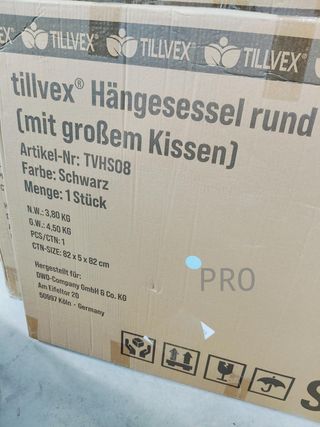 TILLVEX® TILLVEX® TILLVEX®
tillvex® Hängesessel rund
(mit großem Kissen)
Artikel-Nr: TVHS08
Farbe: Schwarz
Menge: 1 Stück
N.W.: 3,80 KG
G.W.: 4,50 KG
PCS/CTN: 1
CTN-SIZE: 82 x 5 x 82 cm
Hergestellt für:
DWD-Company GmbH & Co. KG
Am Eifeltor 20
50997 Köln - Germany
PRO
S